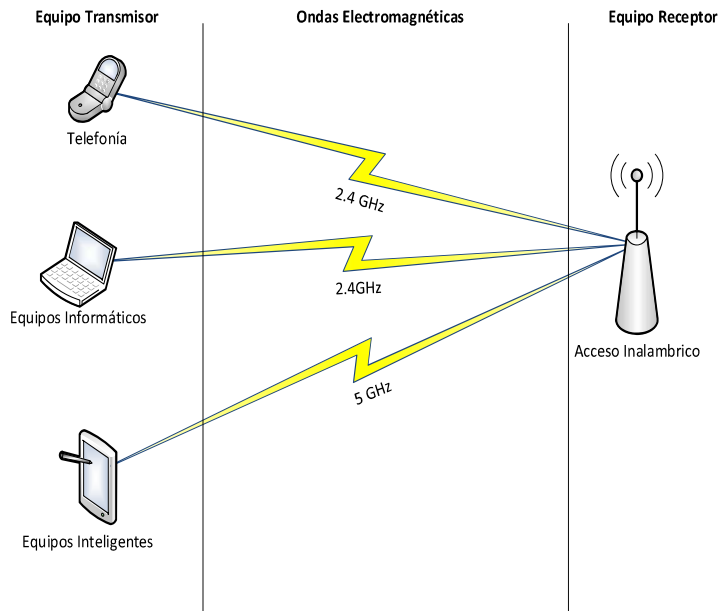 Equipo Transmisor
Ondas Electromagnéticas
Equipo Receptor
Telefonía
2.4 GHz
Equipos Informáticos
2.4GHz
Acceso Inalambrico
5 GHz
Equipos Inteligentes